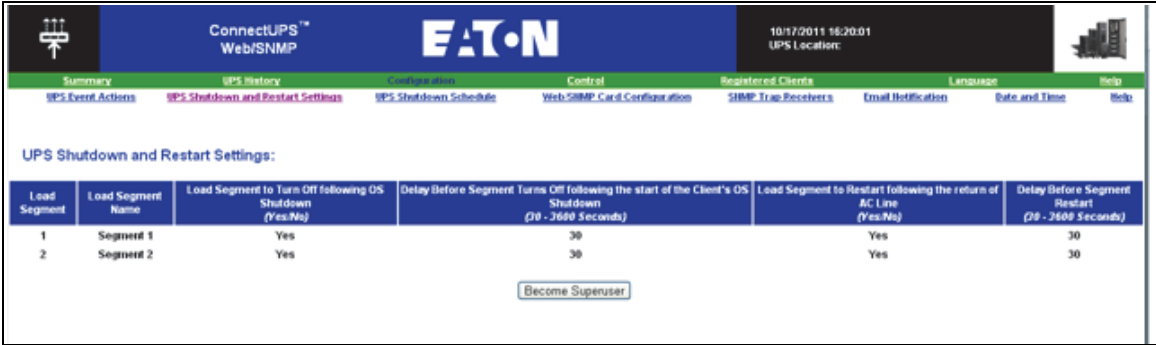 ConnectUPS™
Web/SNMP
EATON
10/17/2011 16:20:01
UPS Location:
Summary UPS History Configuration Control Registered Clients Language Help
UPS Event Actions UPS Shutdown and Restart Settings UPS Shutdown Schedule Web/SNMP Card Configuration SNMP Trap Receivers Email Notification Date and Time Help
UPS Shutdown and Restart Settings:
Load Segment Load Segment Name Load Segment to Turn Off following OS Shutdown (Yes/No) Delay Before Segment Turns Off following the start of the Client's OS Shutdown (30 - 3600 Seconds) Load Segment to Restart following the return of AC Line (Yes/No) Delay Before Segment Restart (30 - 3600 Seconds)
1 Segment 1 Yes 30 Yes 30
2 Segment 2 Yes 30 Yes 30
Become Superuser